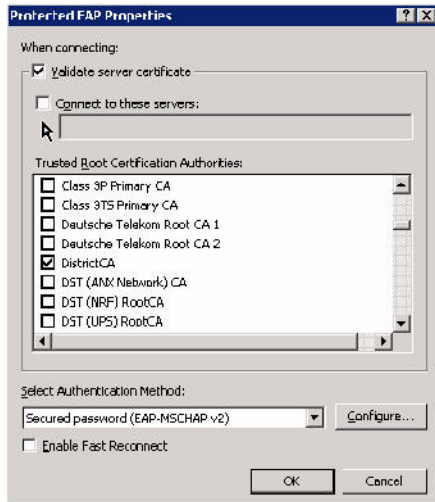 Protected EAP Properties
When connecting:
Validate server certificate
Connect to these servers:
Trusted Root Certification Authorities:
Class 3P Primary CA
Class 3TS Primary CA
Deutsche Telekom Root CA 1
Deutsche Telekom Root CA 2
DistrictCA
DST (ANX Network) CA
DST (NRF) RootCA
DST (UPS) RootCA
Select Authentication Method:
Secured password (EAP-MSCHAP v2) Configure...
Enable Fast Reconnect
OK Cancel